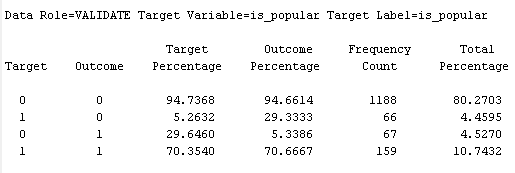 Data Role=VALIDATE Target Variable=is_popular Target Label=is_popular
Target Outcome Frequency Total
Target Outcome Percentage Percentage Count Percentage
0 0 94.7368 94.6614 1188 80.2703
1 0 5.2632 29.3333 66 4.4595
0 1 29.6460 5.3386 67 4.5270
1 1 70.3540 70.6667 159 10.7432